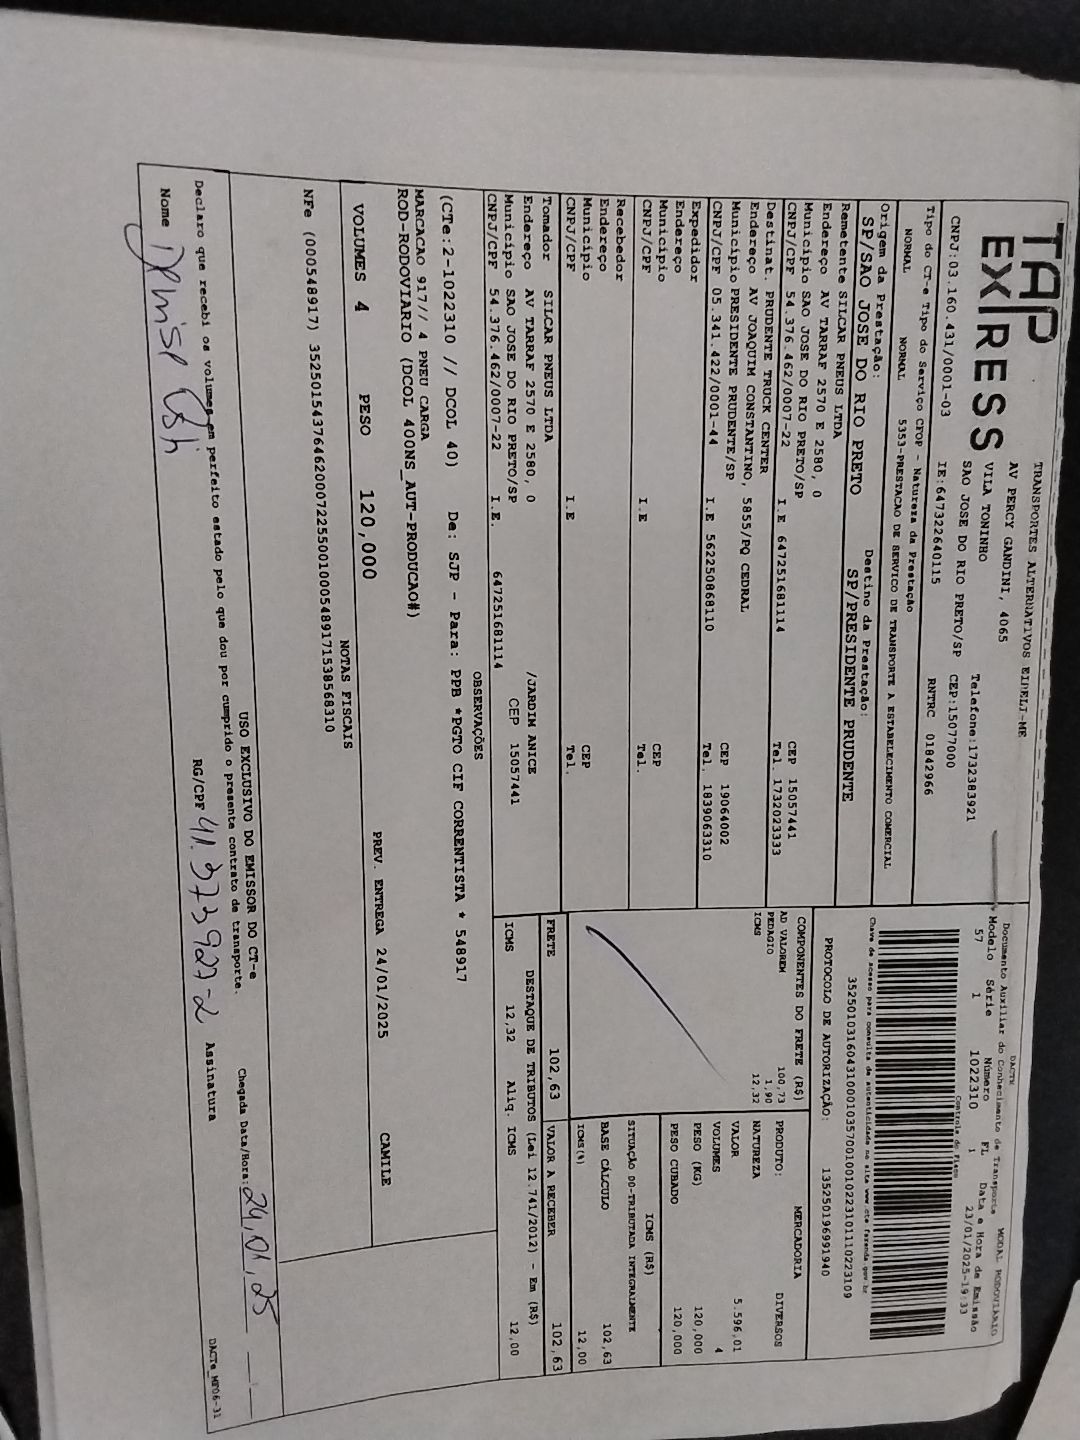 TAP EXPRESS
TRANSPORTES ALTERNATIVOS EIRELI-ME
AV PERCY GANDINI, 4065
VILA TONINHO Telefone:1732383921
SAO JOSE DO RIO PRETO/SP CEP:15077000
CNPJ:03.160.431/0001-03 IE:647322640115 RNTRC 01842966
Tipo do CT-e Tipo do Serviço CFOP - Natureza da Prestação
NORMAL NORMAL 5353-PRESTACAO DE SERVICO DE TRANSPORTE A ESTABELECIMENTO COMERCIAL
Origem da Prestação: Destino da Prestação:
SP/SAO JOSE DO RIO PRETO SP/PRESIDENTE PRUDENTE
Remetente SILCAR PNEUS LTDA
Endereço AV TARRAF 2570 E 2580, 0
Município SAO JOSE DO RIO PRETO/SP CEP 15057441
CNPJ/CPF 54.376.462/0007-22 I.E 647251681114 Tel. 1732023333
Destinat. PRUDENTE TRUCK CENTER
Endereço AV JOAQUIM CONSTANTINO, 5855/PQ CEDRAL
Município PRESIDENTE PRUDENTE/SP CEP 19064002
CNPJ/CPF 05.341.422/0001-44 I.E 562250868110 Tel. 1839063310
Expedidor
Endereço
Município CEP
CNPJ/CPF I.E Tel.
Recebedor
Endereço
Município CEP
CNPJ/CPF I.E Tel.
Tomador SILCAR PNEUS LTDA
Endereço AV TARRAF 2570 E 2580, 0 /JARDIM ANICE
Município SAO JOSE DO RIO PRETO/SP CEP 15057441
CNPJ/CPF 54.376.462/0007-22 I.E. 647251681114
DACTE
Documento Auxiliar do Conhecimento de Transporte MODAL RODOVIÁRIO
Modelo Série Número FL Data e Hora de Emissão
57 1 1022310 1 23/01/2025-19:33
Controle do Fisco
Chave de acesso para consulta de autenticidade no site www.cte.fazenda.gov.br
35250103160431000103570010010223101110223109
PROTOCOLO DE AUTORIZAÇÃO: 135250196991940
COMPONENTES DO FRETE (R$)
AD VALOREM 100,73
PEDAGIO 1,90
ICMS 12,32
MERCADORIA
PRODUTO: DIVERSOS
NATUREZA
VALOR 5.596,01
VOLUMES 4
PESO (KG) 120,000
PESO CUBADO 120,000
ICMS (R$)
SITUAÇÃO DO-TRIBUTADA INTEGRALMENTE
BASE CÁLCULO 102,63
ICMS(%) 12,00
FRETE 102,63 VALOR A RECEBER 102,63
DESTAQUE DE TRIBUTOS (Lei 12.741/2012) - Em (R$)
ICMS 12,32 Aliq. ICMS 12,00
OBSERVAÇÕES
(CTe:2-1022310 // DCOL 40) De: SJP - Para: PPB *PGTO CIF CORRENTISTA * 548917
MARCACAO 917// 4 PNEU CARGA
ROD-RODOVIARIO (DCOL 400NS_AUT-PRODUCAO#)
VOLUMES 4 PESO 120,000 PREV. ENTREGA 24/01/2025 CAMILE
NOTAS FISCAIS
NFe (000548917) 35250154376462000722550010005489171538568310
USO EXCLUSIVO DO EMISSOR DO CT-e
Declaro que recebi os volumes em perfeito estado pelo que dou por cumprido o presente contrato de transporte. Chegada Data/Hora: 24/01/25
Nome RG/CPF 41.373927-2 Assinatura
DACTe_MF06-31